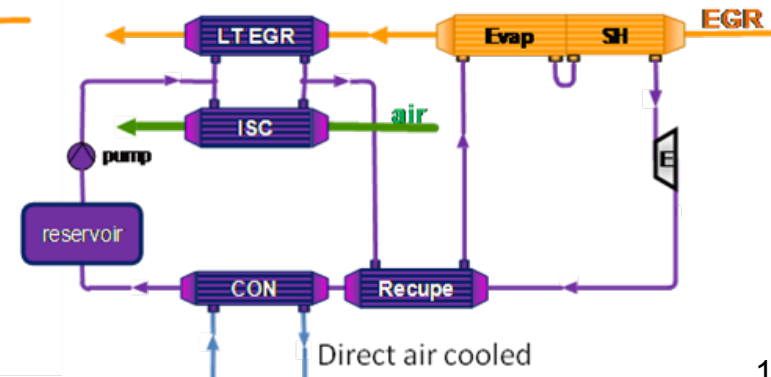 EGR
LT EGR
Evap
SH
air
ISC
pump
E
reservoir
CON
Recupe
Direct air cooled
1